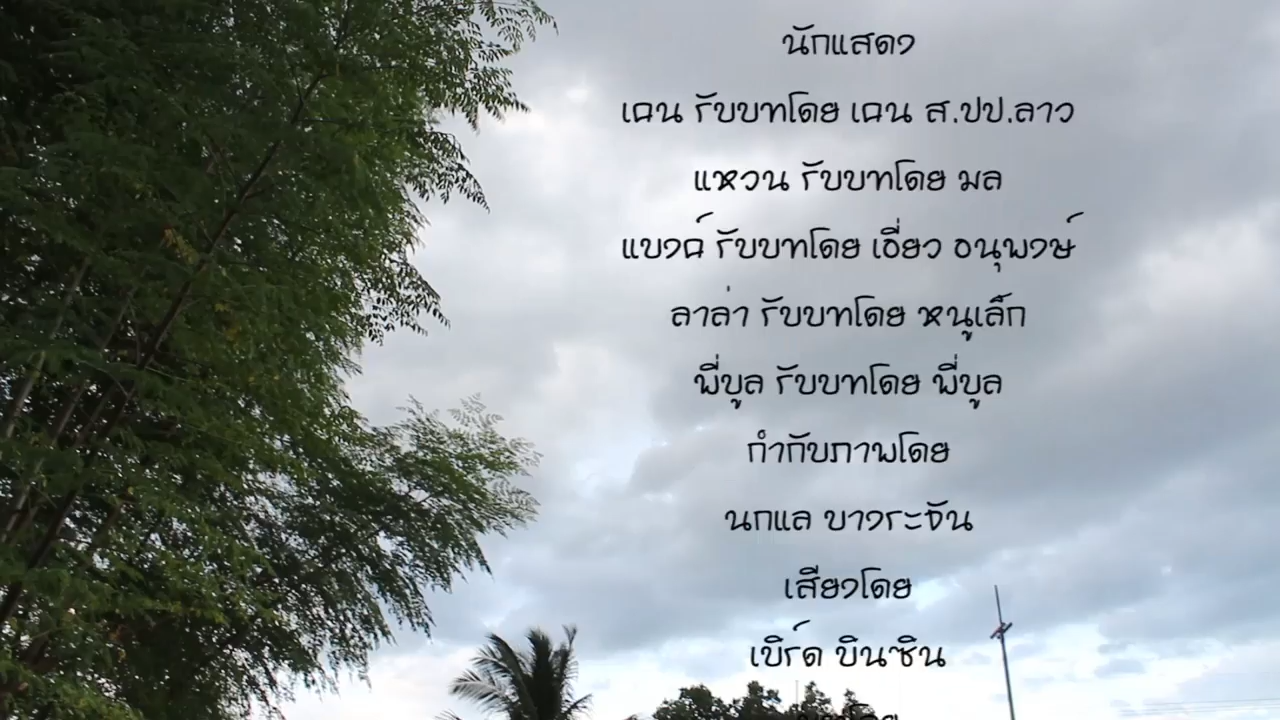 นักแสดง
เฌน รับบทโดย เฌน ส.ปป.ลาว
แหวน รับบทโดย มล
แบงค์ รับบทโดย เอี่ยว อนุพงษ์
ลาล่า รับบทโดย หนูเล็ก
พี่บูล รับบทโดย พี่บูล
กำกับภาพโดย
นกแล บางระจัน
เสียงโดย
เบิร์ด บินซิน